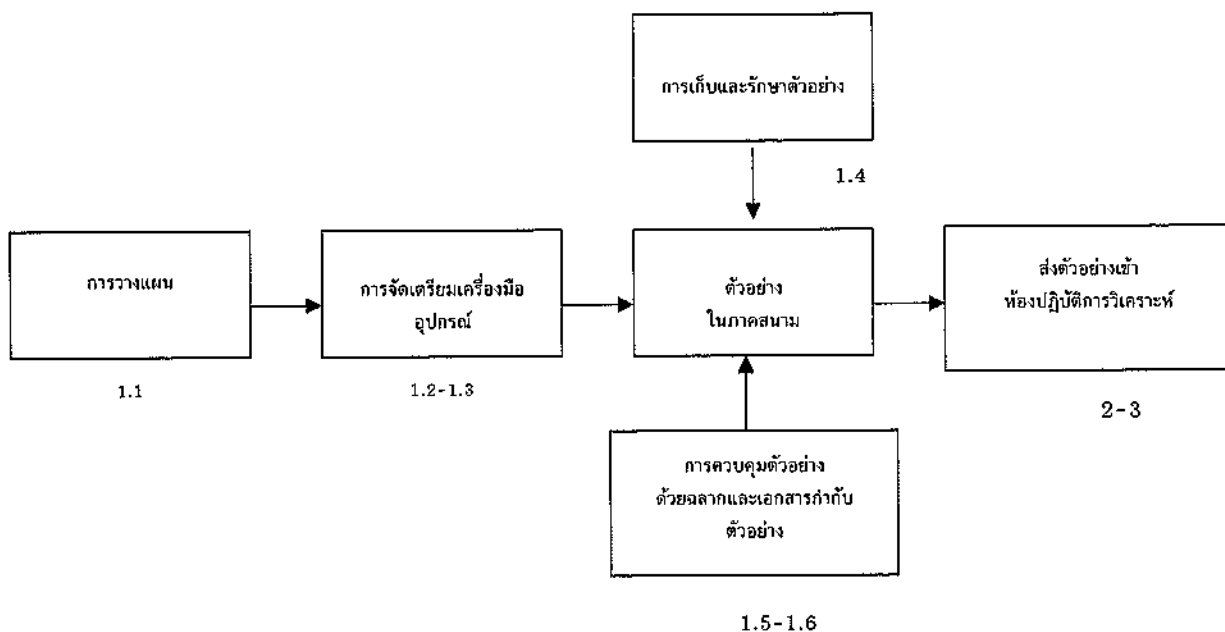 การเก็บและรักษาตัวอย่าง
1.4
การวางแผน
1.1
การจัดเตรียมเครื่องมือ
อุปกรณ์
1.2-1.3
ตัวอย่าง
ในภาคสนาม
ส่งตัวอย่างเข้า
ห้องปฏิบัติการวิเคราะห์
2-3
การควบคุมตัวอย่าง
ด้วยฉลากและเอกสารกำกับ
ตัวอย่าง
1.5-1.6